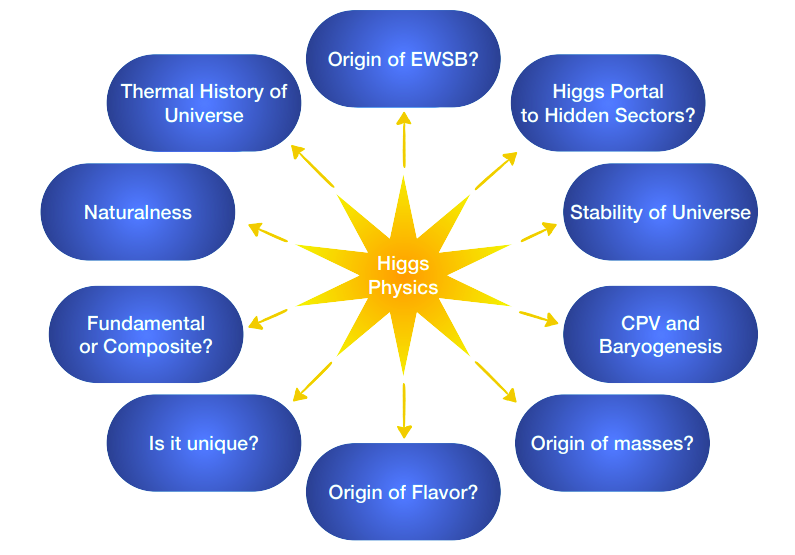 Origin of EWSB?
Thermal History of
Universe
Higgs Portal
to Hidden Sectors?
Naturalness
Stability of Universe
Higgs
Physics
Fundamental
or Composite?
CPV and
Baryogenesis
Is it unique?
Origin of masses?
Origin of Flavor?